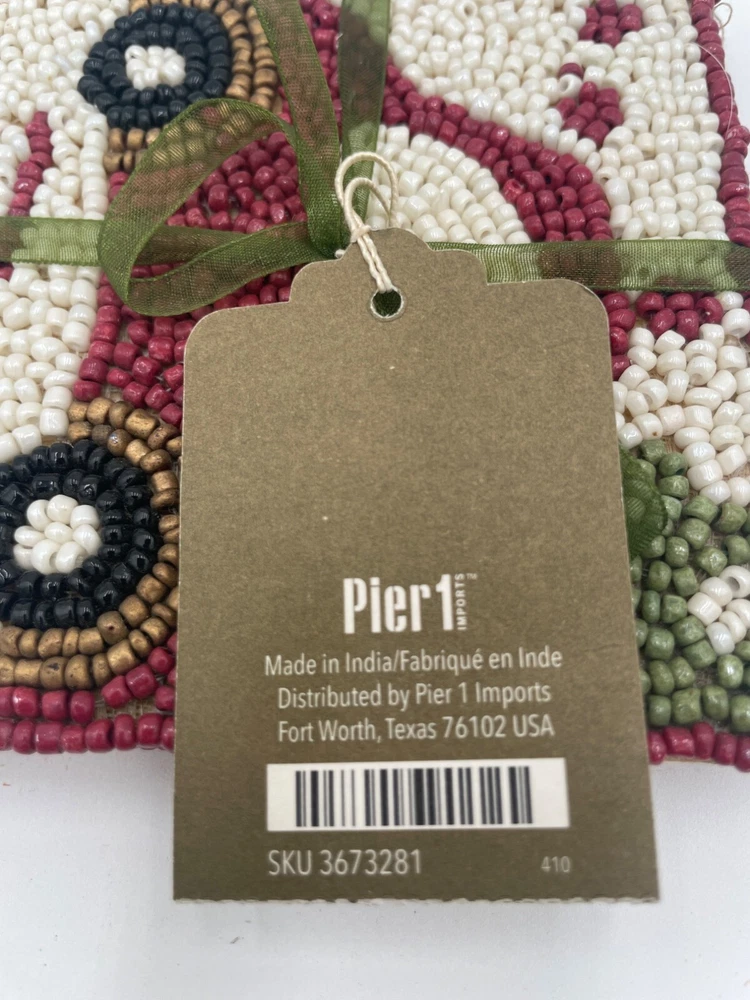 Pier1 IMPORTS™
Made in India/Fabriqué en Inde
Distributed by Pier 1 Imports
Fort Worth, Texas 76102 USA
SKU 3673281
410